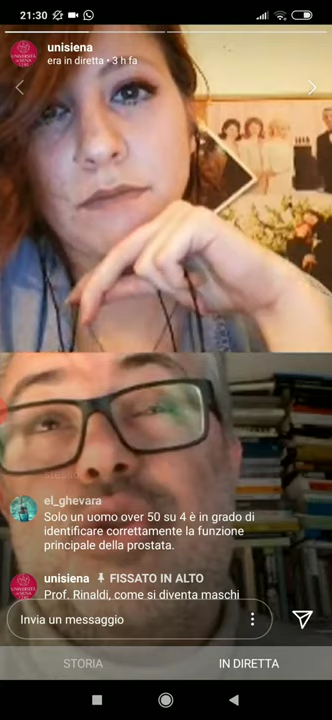 21:30
unisiena
era in diretta • 3 h fa
el_ghevara
Solo un uomo over 50 su 4 è in grado di
identificare correttamente la funzione
principale della prostata.
unisiena FISSATO IN ALTO
Prof. Rinaldi, come si diventa maschi
Invia un messaggio
STORIA
IN DIRETTA